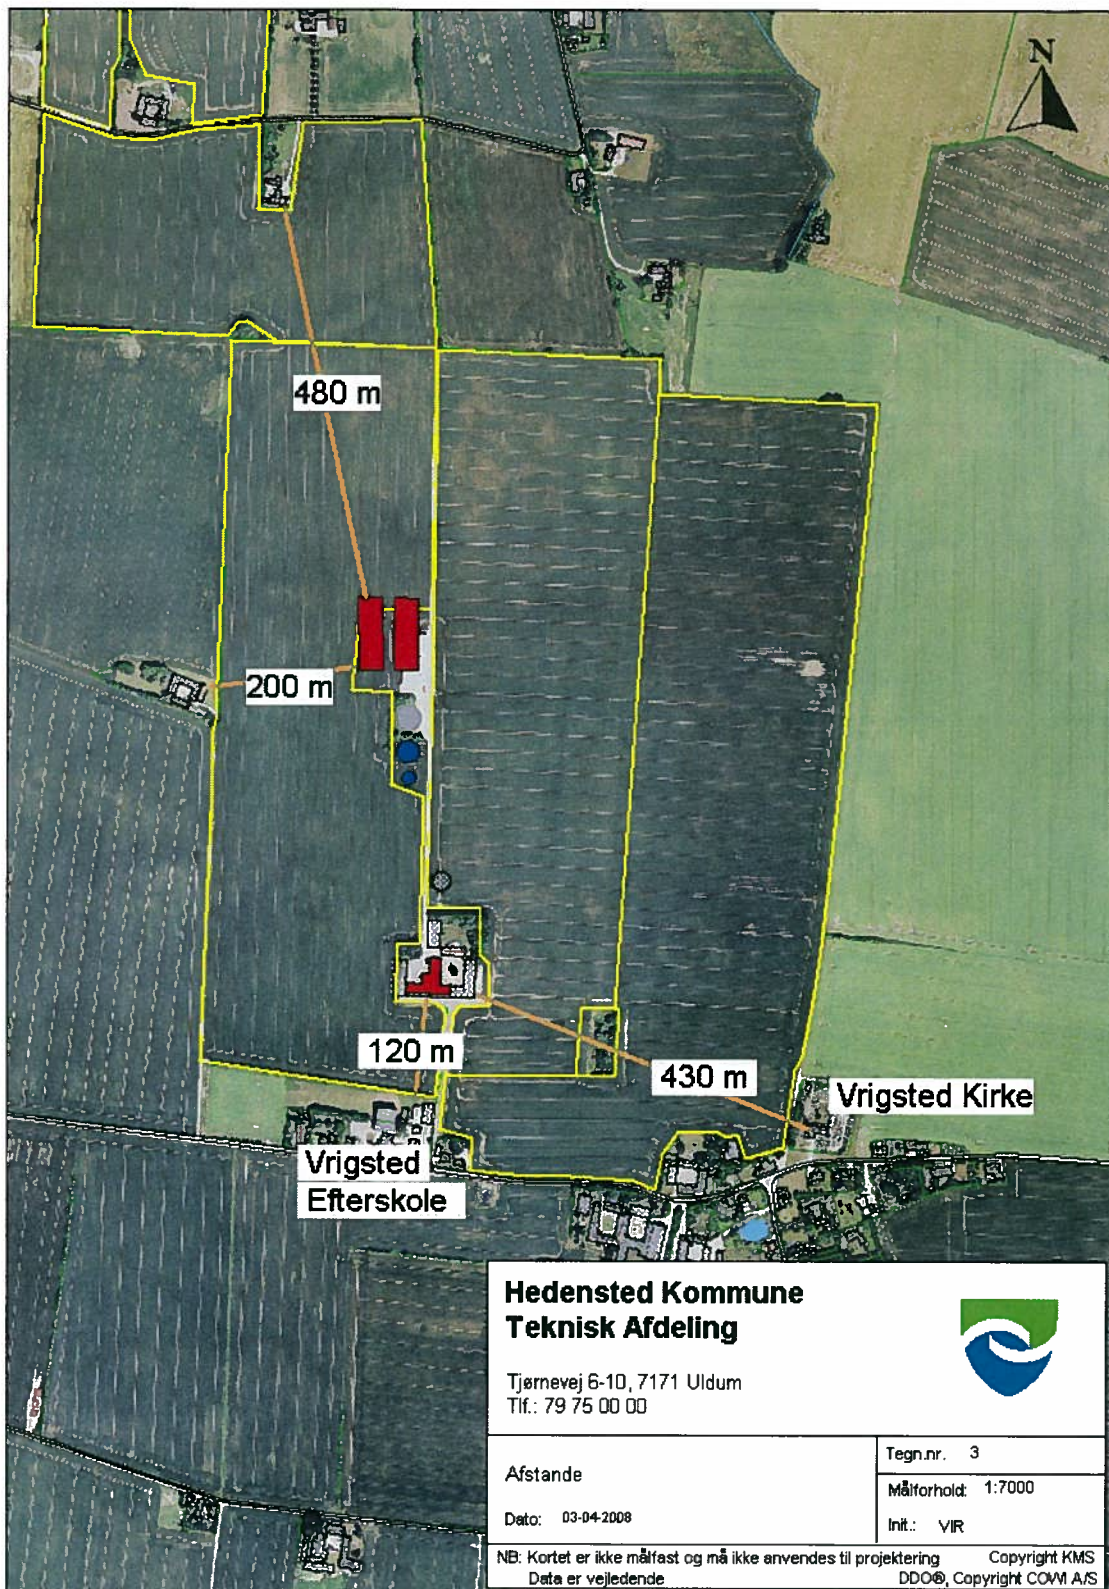 N
480 m
200 m
120 m
430 m
Vrigsted Kirke
Vrigsted
Efterskole
Hedensted Kommune
Teknisk Afdeling
Tjørnevej 6-10, 7171 Uldum
Tlf.: 79 75 00 00
Afstande
Dato: 03-04-2008
Tegn.nr. 3
Målforhold: 1:7000
Init.: VIR
NB: Kortet er ikke målfast og må ikke anvendes til projektering
Data er vejledende
Copyright KMS
DDO®, Copyright COWI A/S